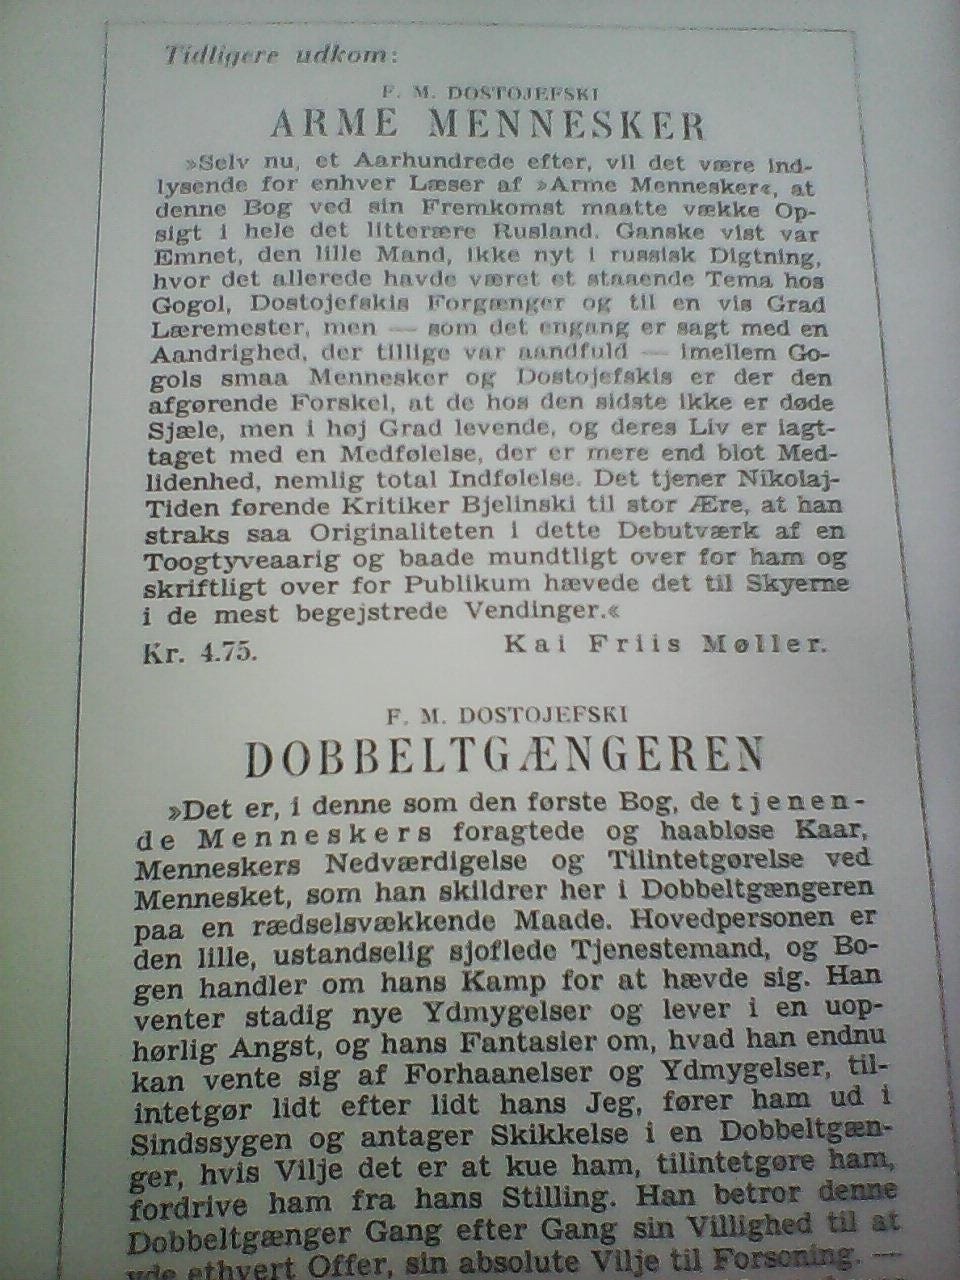 Tidligere udkom:
F. M. DOSTOJEFSKI
ARME MENNESKER
»Selv nu, et Aarhundrede efter, vil det være ind-
lysende for enhver Læser af »Arme Mennesker«, at
denne Bog ved sin Fremkomst maatte vække Op-
sigt i hele det litterære Rusland. Ganske vist var
Emnet, den lille Mand, ikke nyt i russisk Digtning,
hvor det allerede havde været et staaende Tema hos
Gogol, Dostojefskis Forgænger og til en vis Grad
Læremester, men — som det engang er sagt med en
Aandrighed, der tillige var aandfuld — imellem Go-
gols smaa Mennesker og Dostojefskis er der den
afgørende Forskel, at de hos den sidste ikke er døde
Sjæle, men i høj Grad levende, og deres Liv er iagt-
taget med en Medfølelse, der er mere end blot Med-
lidenhed, nemlig total Indfølelse. Det tjener Nikolaj-
Tiden førende Kritiker Bjelinski til stor Ære, at han
straks saa Originaliteten i dette Debutværk af en
Toogtyveaarig og baade mundtligt over for ham og
skriftligt over for Publikum hævede det til Skyerne
i de mest begejstrede Vendinger.«
Kr. 4.75. Kai Friis Møller.
F. M. DOSTOJEFSKI
DOBBELTGÆNGEREN
»Det er, i denne som den første Bog, de tjenen-
de Menneskers foragtede og haabløse Kaar,
Menneskers Nedværdigelse og Tilintetgørelse ved
Mennesket, som han skildrer her i Dobbeltgængeren
paa en rædselsvækkende Maade. Hovedpersonen er
den lille, ustandselig sjoflede Tjenestemand, og Bo-
gen handler om hans Kamp for at hævde sig. Han
venter stadig nye Ydmygelser og lever i en uop-
hørlig Angst, og hans Fantasier om, hvad han endnu
kan vente sig af Forhaanelser og Ydmygelser, til-
intetgør lidt efter lidt hans Jeg, fører ham ud i
Sindssygen og antager Skikkelse i en Dobbeltgæn-
ger, hvis Vilje det er at kue ham, tilintetgøre ham,
fordrive ham fra hans Stilling. Han betror denne
Dobbeltgænger Gang efter Gang sin Villighed til at
yde ethvert Offer, sin absolute Vilje til Forsoning. —